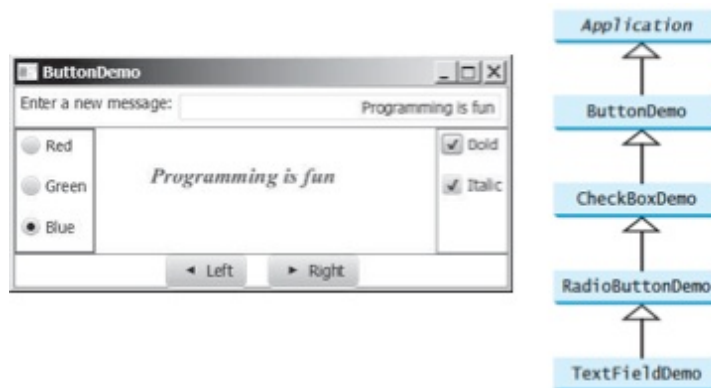 ButtonDemo
Enter a new message: Programming is fun
Red
Green
Blue
Programming is fun
Bold
Italic
Left
Right
Application
ButtonDemo
CheckBoxDemo
RadioButtonDemo
TextFieldDemo